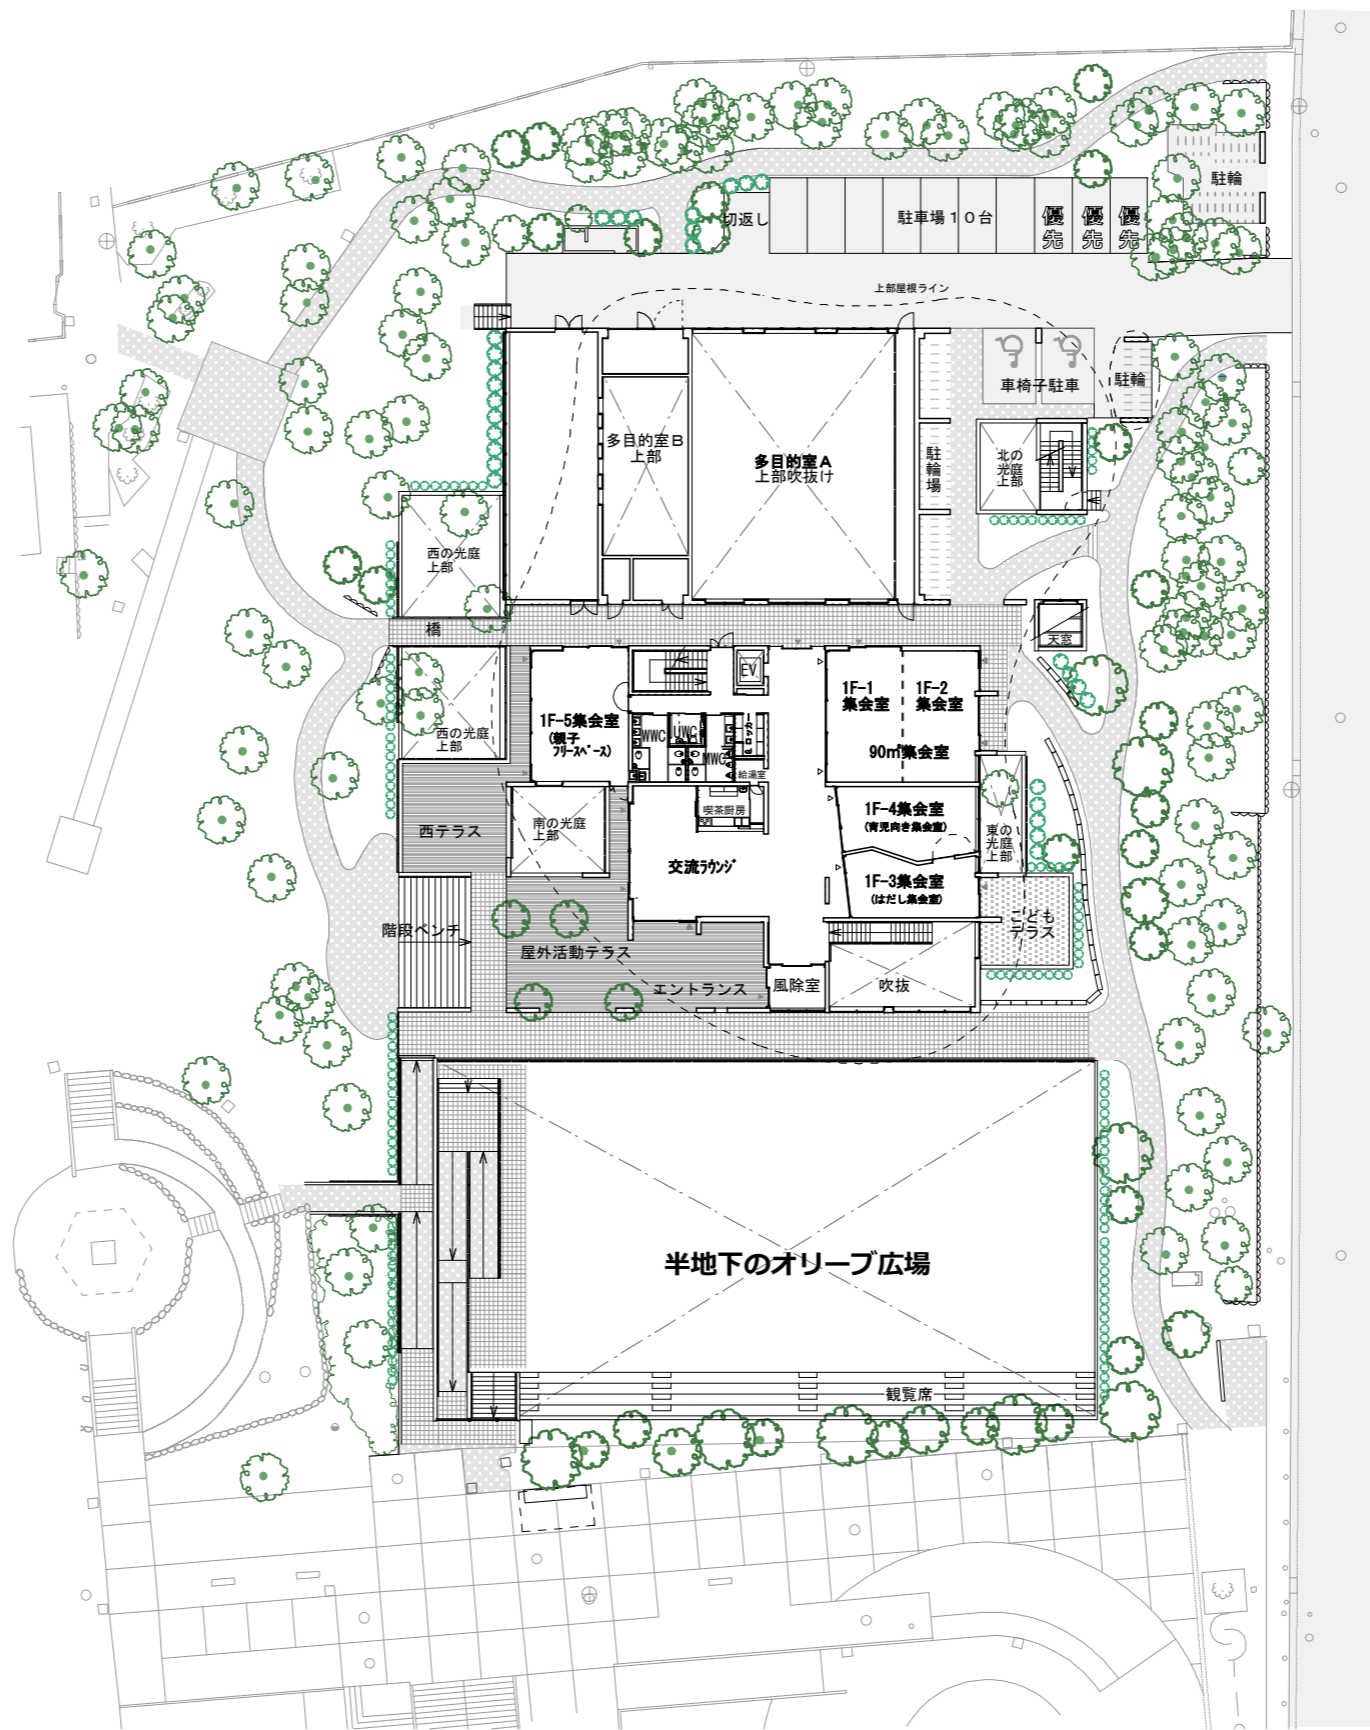 駐輪
切返し
駐車場10台
優先
優先
優先
上部屋根ライン
車椅子駐車
駐輪
多目的室B
上部
多目的室A
上部吹抜け
駐輪場
北の
光庭
上部
西の光庭
上部
橋
天窓
EV
1F-1
集会室
1F-2
集会室
90㎡集会室
1F-5集会室
(親子
フリースペース)
WWC
UWC
MWC
ロッカー
給湯室
西の光庭
上部
喫茶厨房
1F-4集会室
(育児向き集会室)
西テラス
南の光庭
上部
交流ラウンジ
東の
光庭
上部
1F-3集会室
(はだし集会室)
こども
テラス
階段ベンチ
屋外活動テラス
エントランス
風除室
吹抜
半地下のオリーブ広場
観覧席